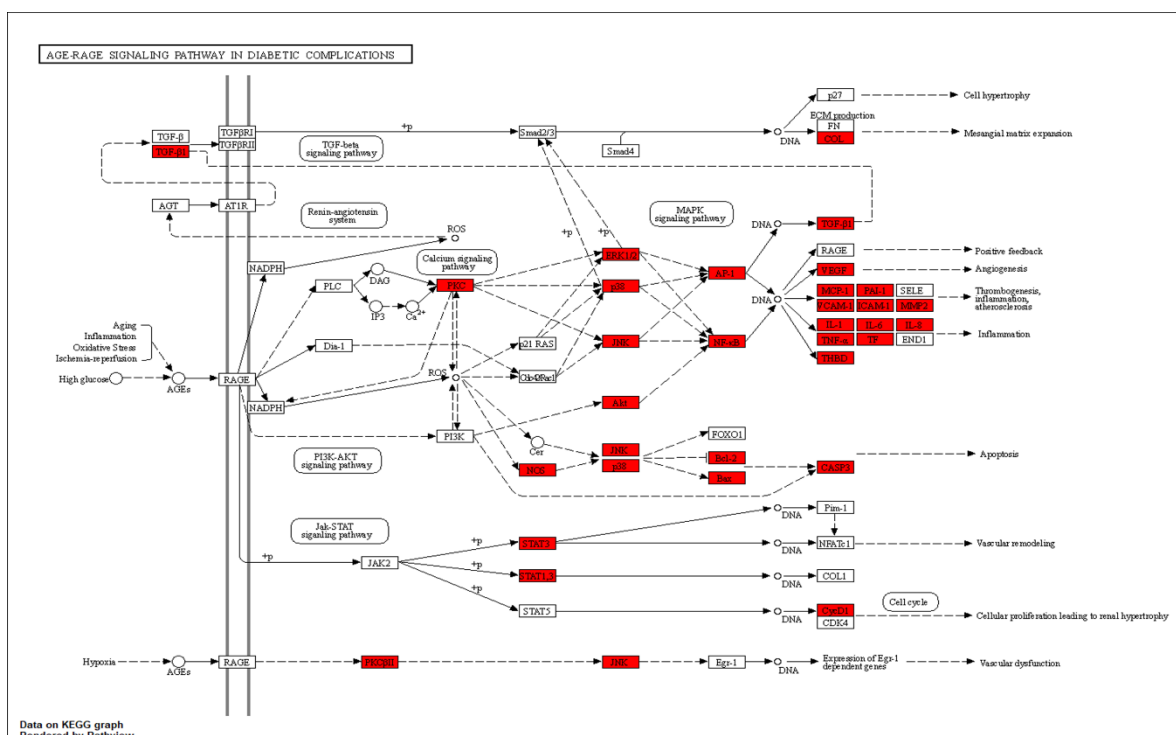 AGE-RAGE SIGNALING PATHWAY IN DIABETIC COMPLICATIONS
p27
Cell hypertrophy
ECM production
TGF-β
TGFβRI
+p
Smad2/3
DNA
FN
COL
Mesangial matrix expansion
TGF-β1
TGFβRII
TGF-beta
signaling pathway
Smad4
AGT
AT1R
Renin-angiotensin
system
MAPK
signaling pathway
DNA
TGF-β1
ROS
+p
+p
ERK1/2
RAGE
Positive feedback
NADPH
Calcium signaling
pathway
AP-1
VEGF
Angiogenesis
PLC
DAG
PKC
p38
MCP-1
PAI-1
SELE
Thrombogenesis,
inflammation,
atherosclerosis
IP3
Ca2+
DNA
VCAM-1
ICAM-1
MMP2
Aging
Inflammation
Oxidative Stress
Ischemia-reperfusion
Dia-1
p21 RAS
JNK
NF-κB
IL-1
IL-6
IL-8
Inflammation
TNF-α
TF
END1
THBD
High glucose
AGEs
RAGE
ROS
Cdc42/Rac1
NADPH
Akt
PI3K
Cer
FOXO1
PI3K-AKT
signaling pathway
JNK
Bcl-2
Apoptosis
NOS
p38
Bax
CASP3
Jak-STAT
siganling pathway
DNA
Pim-1
+p
STAT3
DNA
NFATc1
Vascular remodeling
+p
JAK2
+p
STAT1,3
DNA
COL1
+p
STAT5
DNA
CycD1
CDK4
Cell cycle
Cellular proliferation leading to renal hypertrophy
Hypoxia
AGEs
RAGE
PKCβII
JNK
Egr-1
DNA
Expression of Egr-1
dependent genes
Vascular dysfunction
Data on KEGG graph
Rendered by Pathview